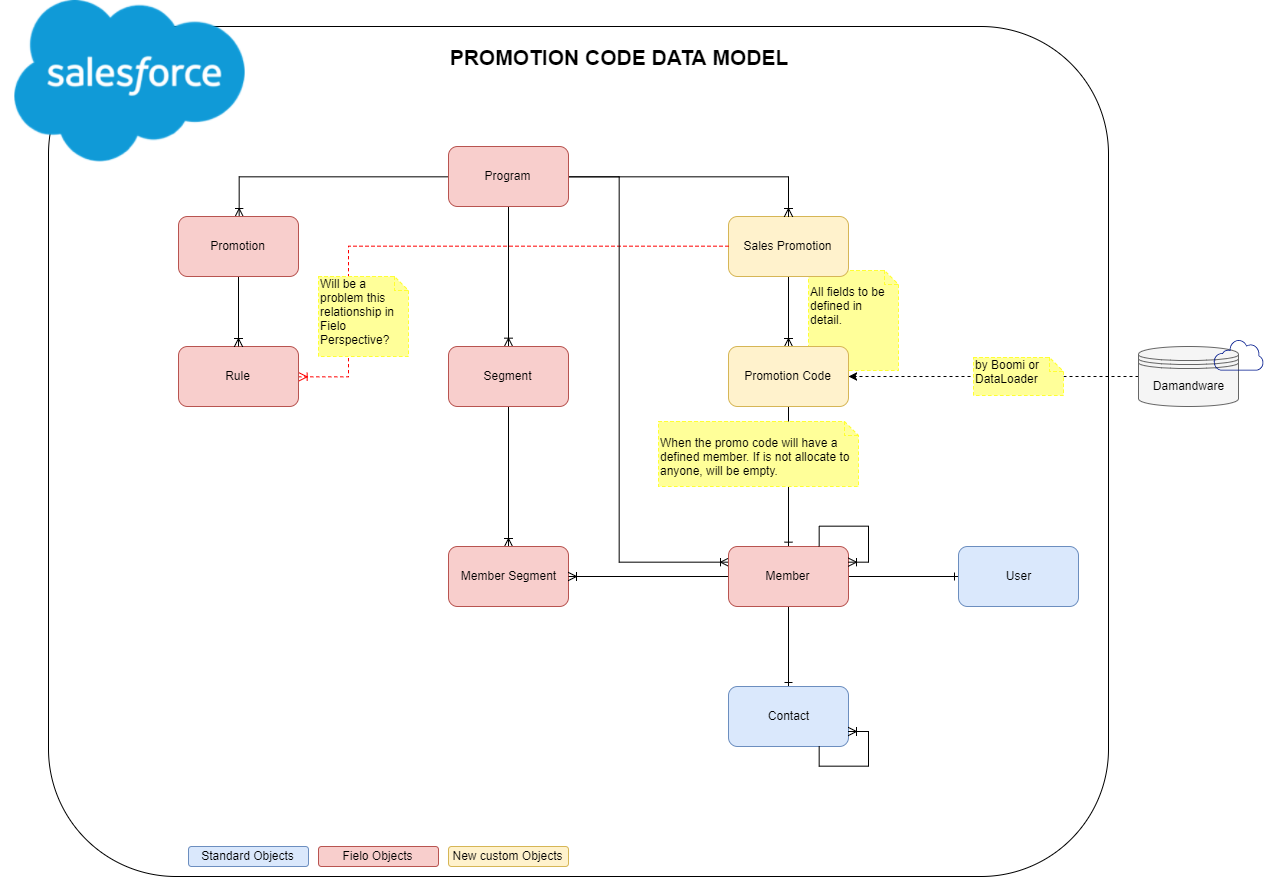 salesforce
PROMOTION CODE DATA MODEL
Program
Promotion
Sales Promotion
Will be a
problem this
relationship in
Fielo
Perspective?
All fields to be
defined in
detail.
Rule
Segment
Promotion Code
by Boomi or
DataLoader
Damandware
When the promo code will have a
defined member. If is not allocate to
anyone, will be empty.
Member Segment
Member
User
Contact
Standard Objects
Fielo Objects
New custom Objects